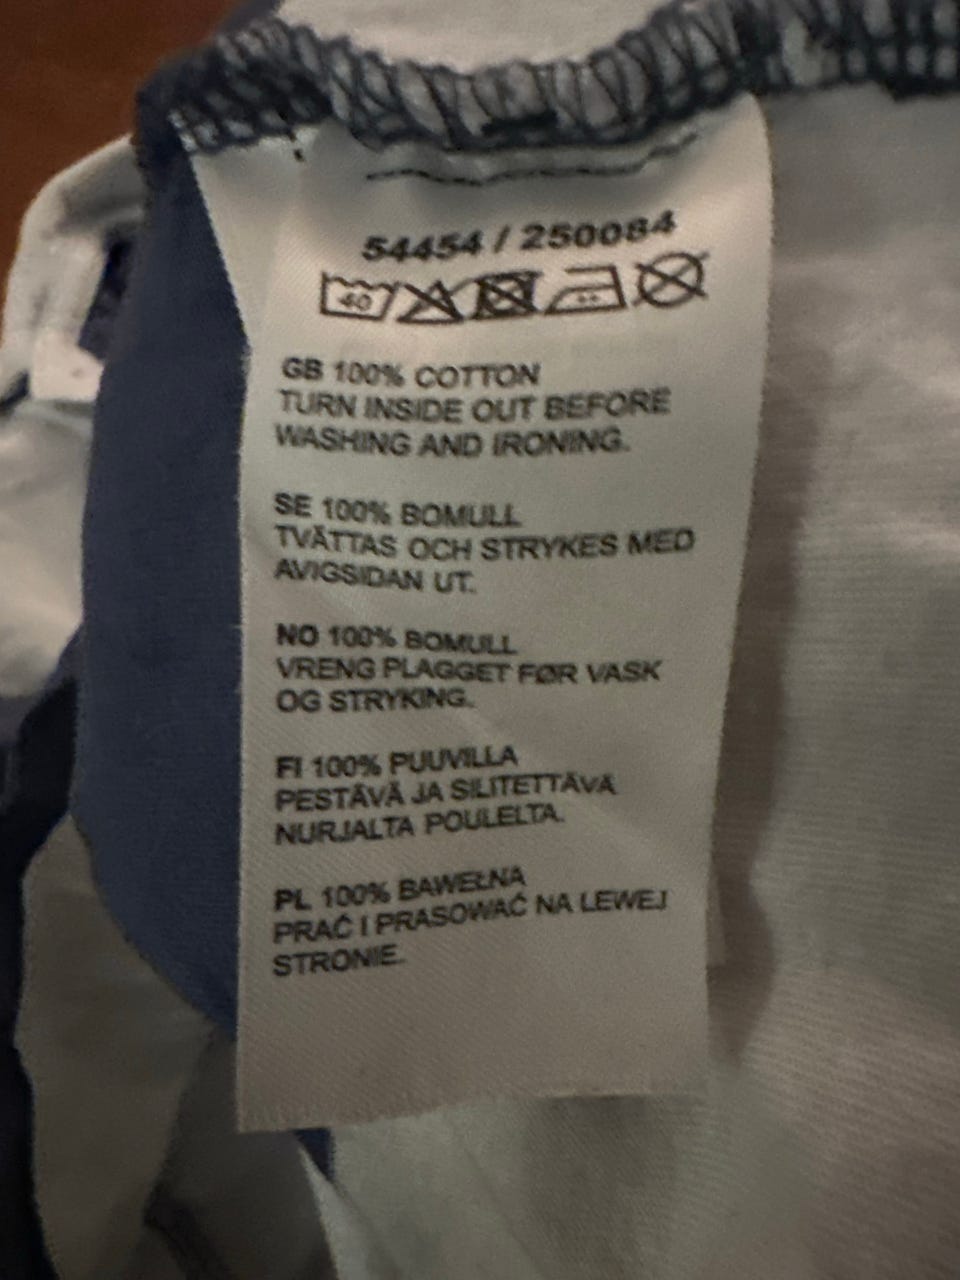 54454 / 250084
40
GB 100% COTTON
TURN INSIDE OUT BEFORE
WASHING AND IRONING.
SE 100% BOMULL
TVÄTTAS OCH STRYKES MED
AVIGSIDAN UT.
NO 100% BOMULL
VRENG PLAGGET FØR VASK
OG STRYKING.
FI 100% PUUVILLA
PESTÄVÄ JA SILITETTÄVÄ
NURJALTA POULELTA.
PL 100% BAWEŁNA
PRAĆ I PRASOWAĆ NA LEWEJ
STRONIE.